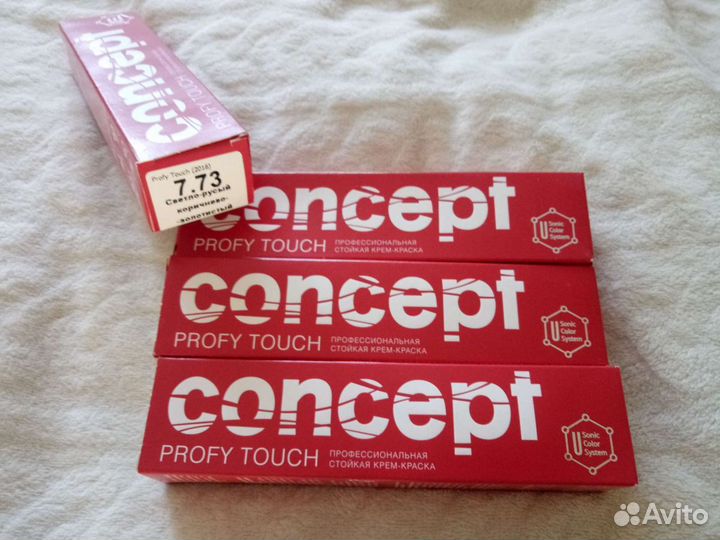 concept
PROFY TOUCH
Profy Touch (2016)
7.73
Светло-русый
коричнево-
-золотистый
concept
PROFY TOUCH
ПРОФЕССИОНАЛЬНАЯ
СТОЙКАЯ КРЕМ-КРАСКА
U Sonic
Color
System
concept
PROFY TOUCH
ПРОФЕССИОНАЛЬНАЯ
СТОЙКАЯ КРЕМ-КРАСКА
U Sonic
Color
System
concept
PROFY TOUCH
ПРОФЕССИОНАЛЬНАЯ
СТОЙКАЯ КРЕМ-КРАСКА
U Sonic
Color
System
Avito